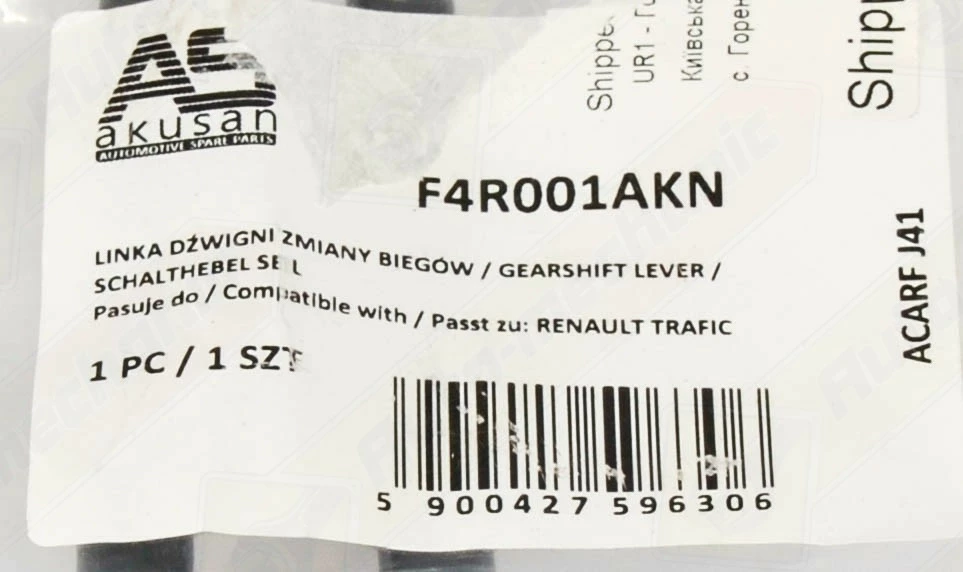 AS
akusan
AUTOMOTIVE SPARE PARTS
F4R001AKN
LINKA DŹWIGNI ZMIANY BIEGÓW / GEARSHIFT LEVER /
SCHALTHEBEL
Pasuje do / Compatible with / Passt zu: RENAULT TRAFIC
1 PC / 1 SZT
5 900427 596306
UR1 -
Київська
с. Горен
Shipp
ACARF J41